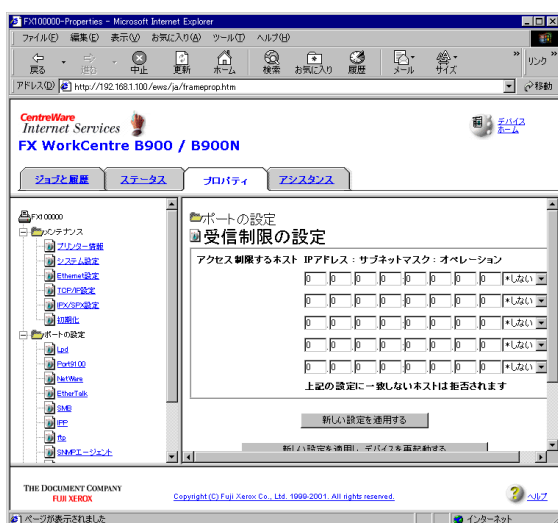 FX100000-Properties - Microsoft Internet Explorer
ファイル(F) 編集(E) 表示(V) お気に入り(A) ツール(T) ヘルプ(H)
戻る 進む 中止 更新 ホーム 検索 お気に入り 履歴 メール サイズ » リンク »
アドレス(D) http://192.168.1.100/ews/ja/frameprop.htm 移動
CentreWare
Internet Services
デバイス
ホーム
FX WorkCentre B900 / B900N
ジョブと履歴 ステータス プロパティ アシスタンス
FX100000
メンテナンス
プリンター情報
システム設定
Ethernet設定
TCP/IP設定
IPX/SPX設定
初期化
ポートの設定
Lpd
Port9100
NetWare
EtherTalk
SMB
IPP
ftp
SNMPエージェント
ポートの設定
受信制限の設定
アクセス制限するホスト IPアドレス : サブネットマスク : オペレーション
0 .0 .0 .0 :0 .0 .0 .0 *しない
0 .0 .0 .0 :0 .0 .0 .0 *しない
0 .0 .0 .0 :0 .0 .0 .0 *しない
0 .0 .0 .0 :0 .0 .0 .0 *しない
0 .0 .0 .0 :0 .0 .0 .0 *しない
上記の設定に一致しないホストは拒否されます
新しい設定を適用する
新しい設定を適用し、デバイスを再起動する
THE DOCUMENT COMPANY
FUJI XEROX
Copyright (C) Fuji Xerox Co., Ltd. 1999-2001. All rights reserved.
ヘルプ
ページが表示されました インターネット